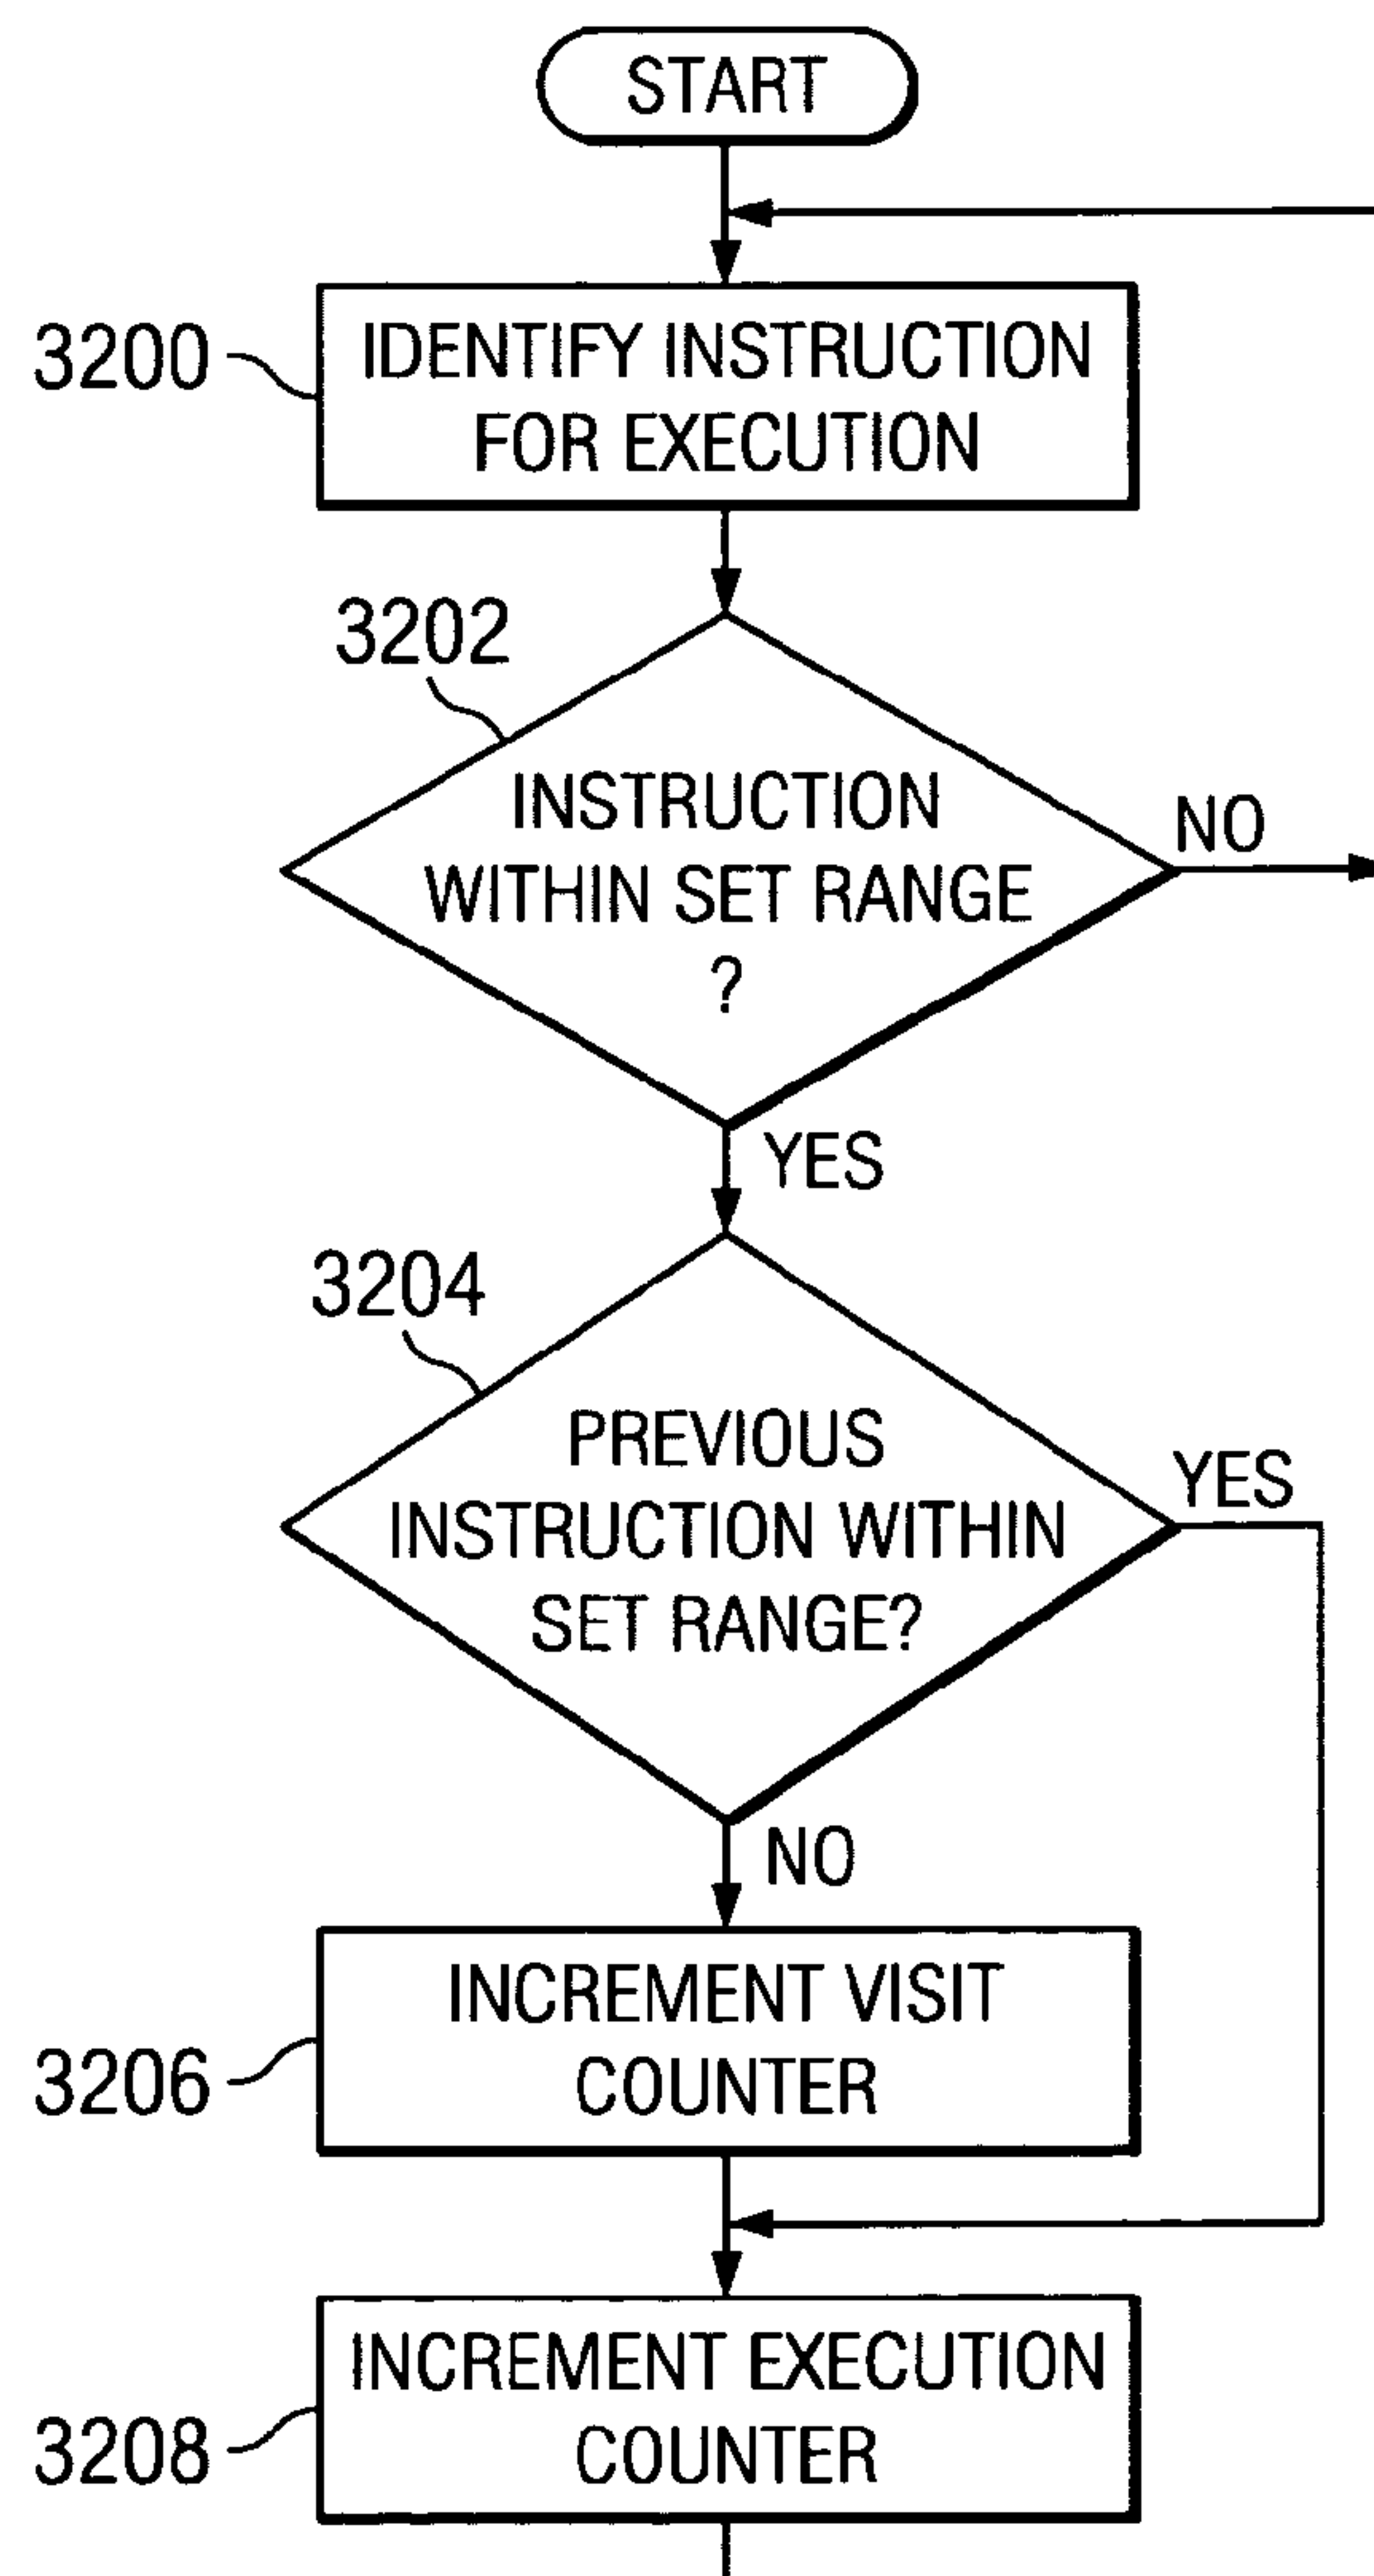 START
3200
IDENTIFY INSTRUCTION
FOR EXECUTION
3202
INSTRUCTION
WITHIN SET RANGE
?
NO
YES
3204
PREVIOUS
INSTRUCTION WITHIN
SET RANGE?
YES
NO
3206
INCREMENT VISIT
COUNTER
3208
INCREMENT EXECUTION
COUNTER